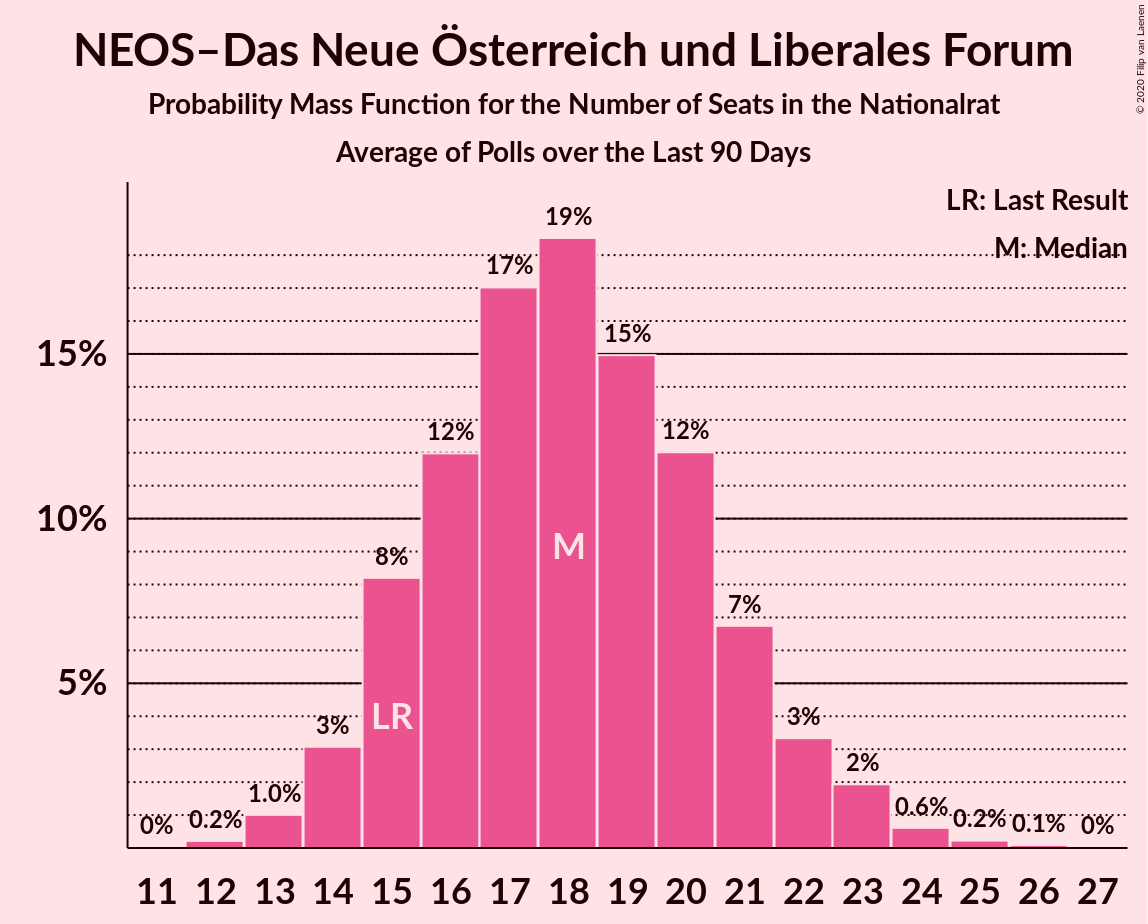 NEOS–Das Neue Österreich und Liberales Forum
Probability Mass Function for the Number of Seats in the Nationalrat
Average of Polls over the Last 90 Days
© 2020 Filip van Laenen
LR: Last Result
M: Median
19%
17%
15%
15%
12%
12%
10%
M
8%
7%
5%
LR
3%
3%
2%
1.0%
0.6%
0%
0.2%
0.2%
0.1%
0%
11 12 13 14 15 16 17 18 19 20 21 22 23 24 25 26 27